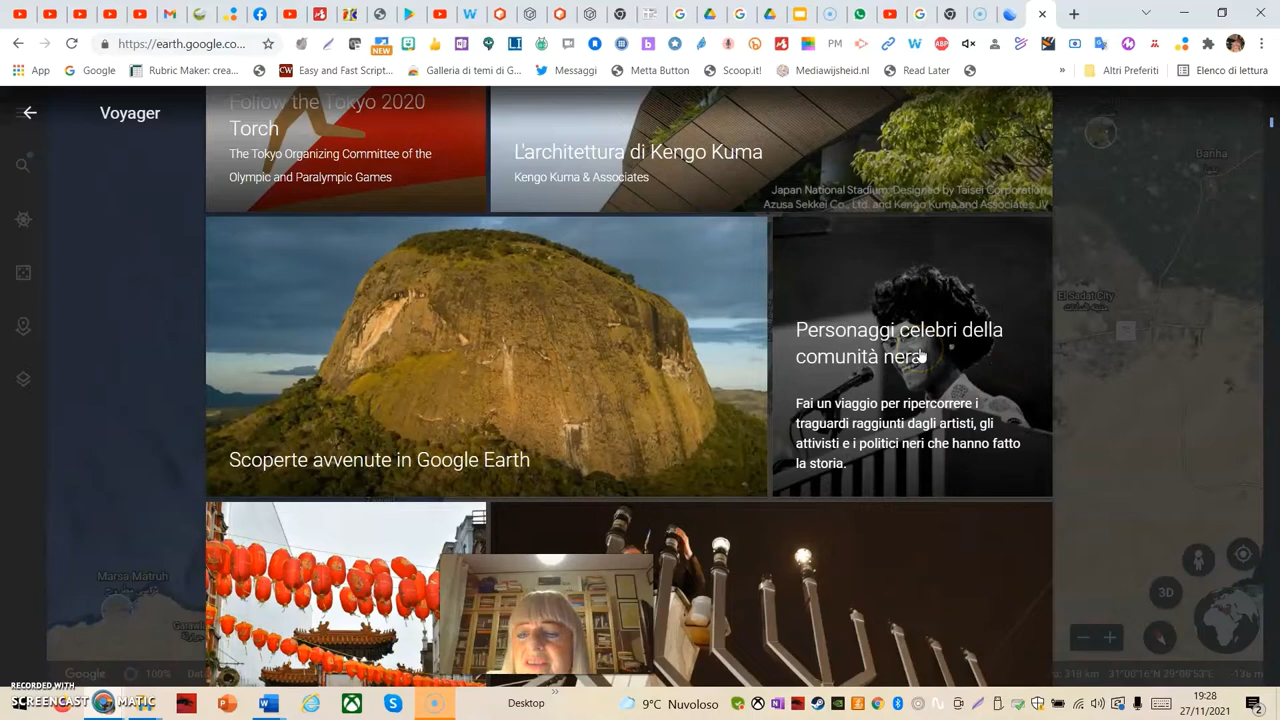 https://earth.google.co...
PM
NEW
ABP
App
Google
Rubric Maker: crea...
Easy and Fast Script...
Galleria di temi di G...
Messaggi
Metta Button
Scoop.it!
Mediawijsheid.nl
Read Later
»
Altri Preferiti
Elenco di lettura
Voyager
Follow the Tokyo 2020
Torch
The Tokyo Organizing Committee of the
Olympic and Paralympic Games
L'architettura di Kengo Kuma
Kengo Kuma & Associates
Japan National Stadium: Designed by Taisei Corporation,
Azusa Sekkei Co., Ltd. and Kengo Kuma and Associates JV
Banha
El Sadat City
Scoperte avvenute in Google Earth
Personaggi celebri della
comunità nera
Fai un viaggio per ripercorrere i
traguardi raggiunti dagli artisti, gli
attivisti e i politici neri che hanno fatto
la storia.
Marsa Matruh
3D
Google
100%
RECORDED WITH
SCREENCAST MATIC
Desktop
9°C Nuvoloso
19:28
27/11/2021
2